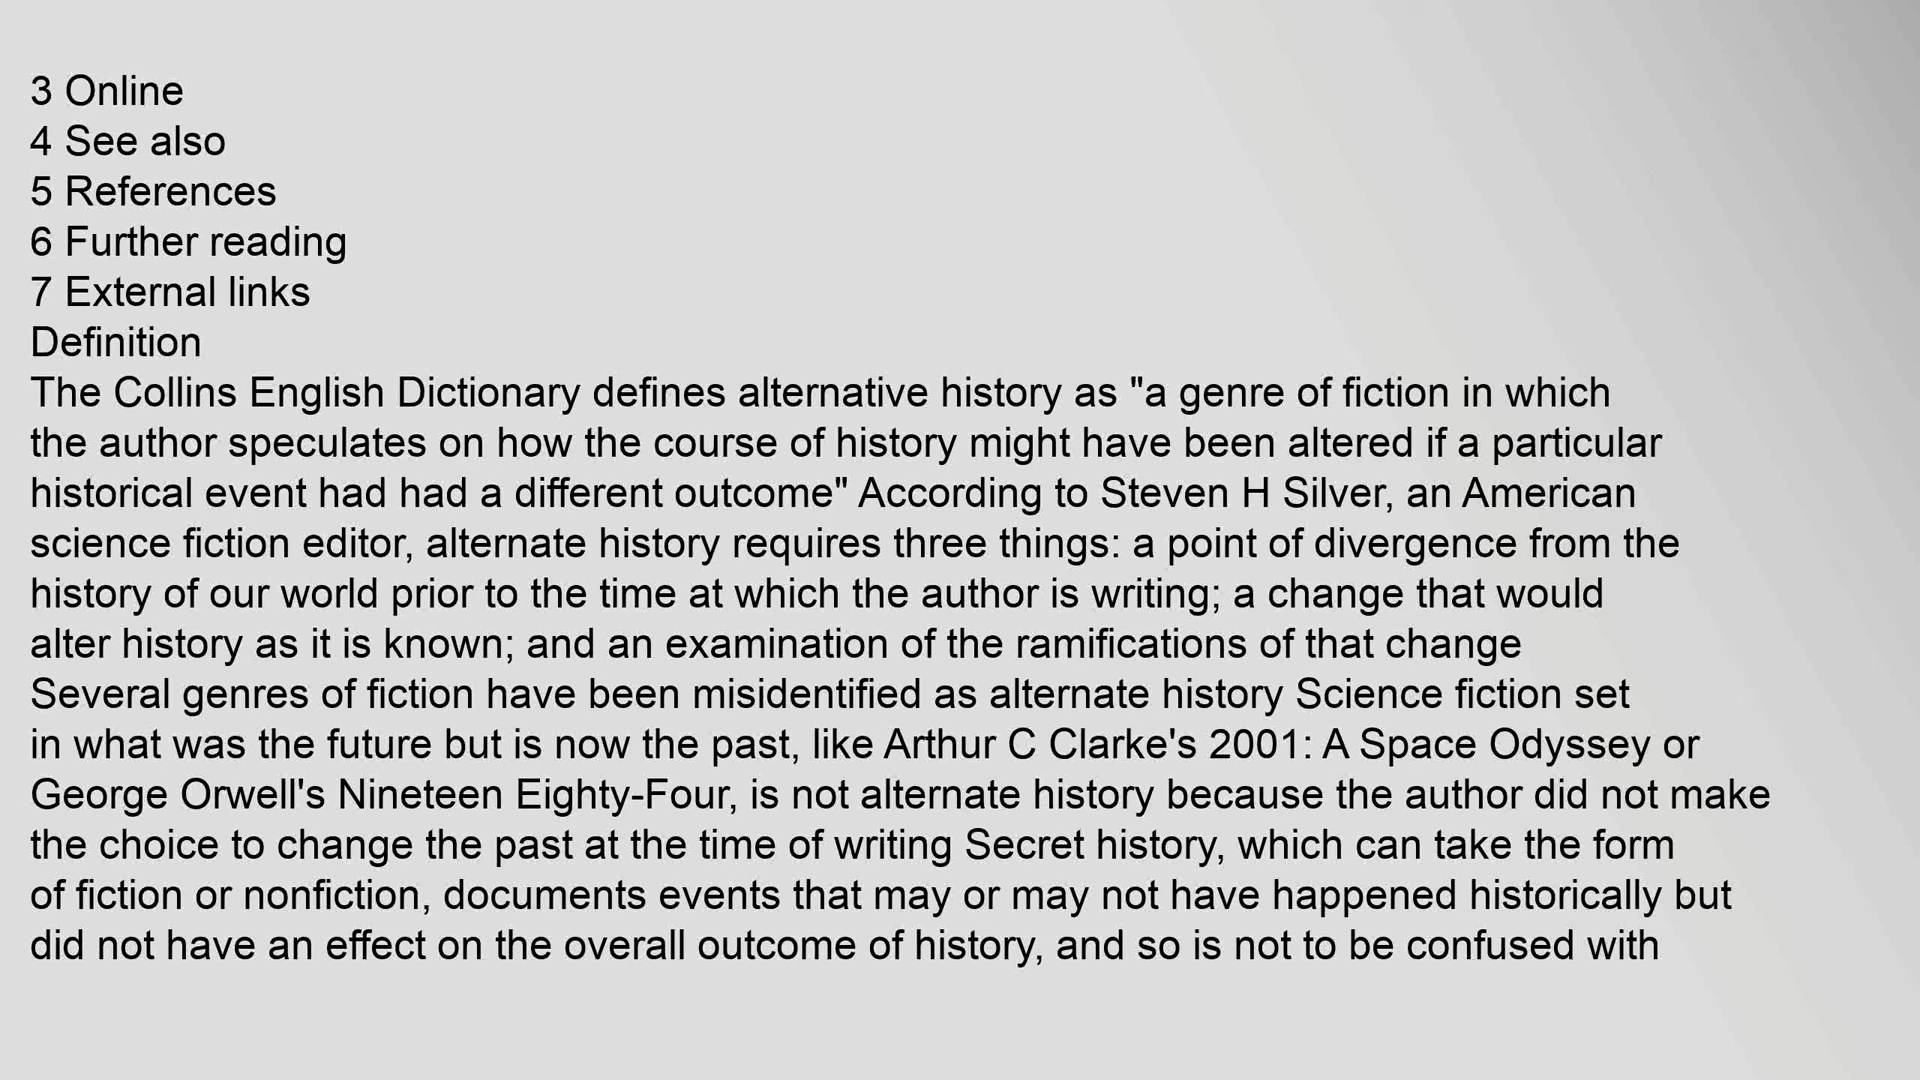 3 Online
4 See also
5 References
6 Further reading
7 External links
Definition
The Collins English Dictionary defines alternative history as "a genre of fiction in which
the author speculates on how the course of history might have been altered if a particular
historical event had had a different outcome" According to Steven H Silver, an American
science fiction editor, alternate history requires three things: a point of divergence from the
history of our world prior to the time at which the author is writing; a change that would
alter history as it is known; and an examination of the ramifications of that change
Several genres of fiction have been misidentified as alternate history Science fiction set
in what was the future but is now the past, like Arthur C Clarke's 2001: A Space Odyssey or
George Orwell's Nineteen Eighty-Four, is not alternate history because the author did not make
the choice to change the past at the time of writing Secret history, which can take the form
of fiction or nonfiction, documents events that may or may not have happened historically but
did not have an effect on the overall outcome of history, and so is not to be confused with